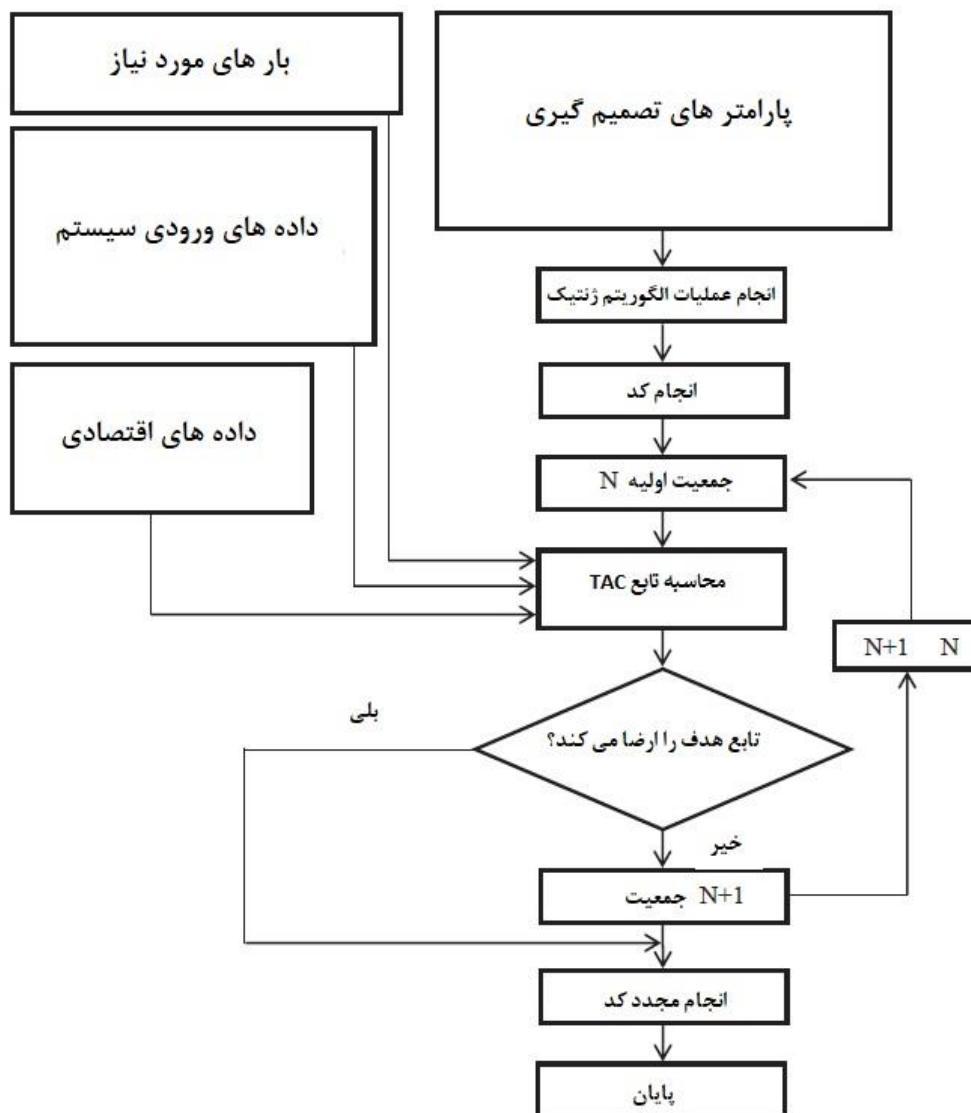 بار های مورد نیاز
پارامتر های تصمیم گیری
داده های ورودی سیستم
انجام عملیات الگوریتم ژنتیک
انجام کد
داده های اقتصادی
جمعیت اولیه N
محاسبه تابع TAC
N+1 N
بلی
تابع هدف را ارضا می کند؟
خیر
جمعیت N+1
انجام مجدد کد
پایان